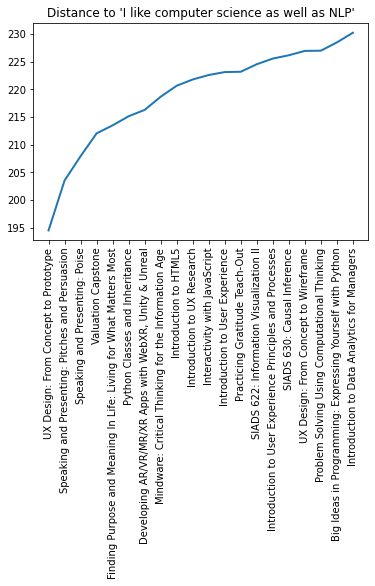 Distance to 'I like computer science as well as NLP'
230
225
220
215
210
205
200
195
UX Design: From Concept to Prototype
Speaking and Presenting: Pitches and Persuasion
Speaking and Presenting: Poise
Valuation Capstone
Finding Purpose and Meaning In Life: Living for What Matters Most
Python Classes and Inheritance
Developing AR/VR/MR/XR Apps with WebXR, Unity & Unreal
Mindware: Critical Thinking for the Information Age
Introduction to HTML5
Introduction to UX Research
Interactivity with JavaScript
Introduction to User Experience
Practicing Gratitude Teach-Out
SIADS 622: Information Visualization II
Introduction to User Experience Principles and Processes
SIADS 630: Causal Inference
UX Design: From Concept to Wireframe
Problem Solving Using Computational Thinking
Big Ideas in Programming: Expressing Yourself with Python
Introduction to Data Analytics for Managers